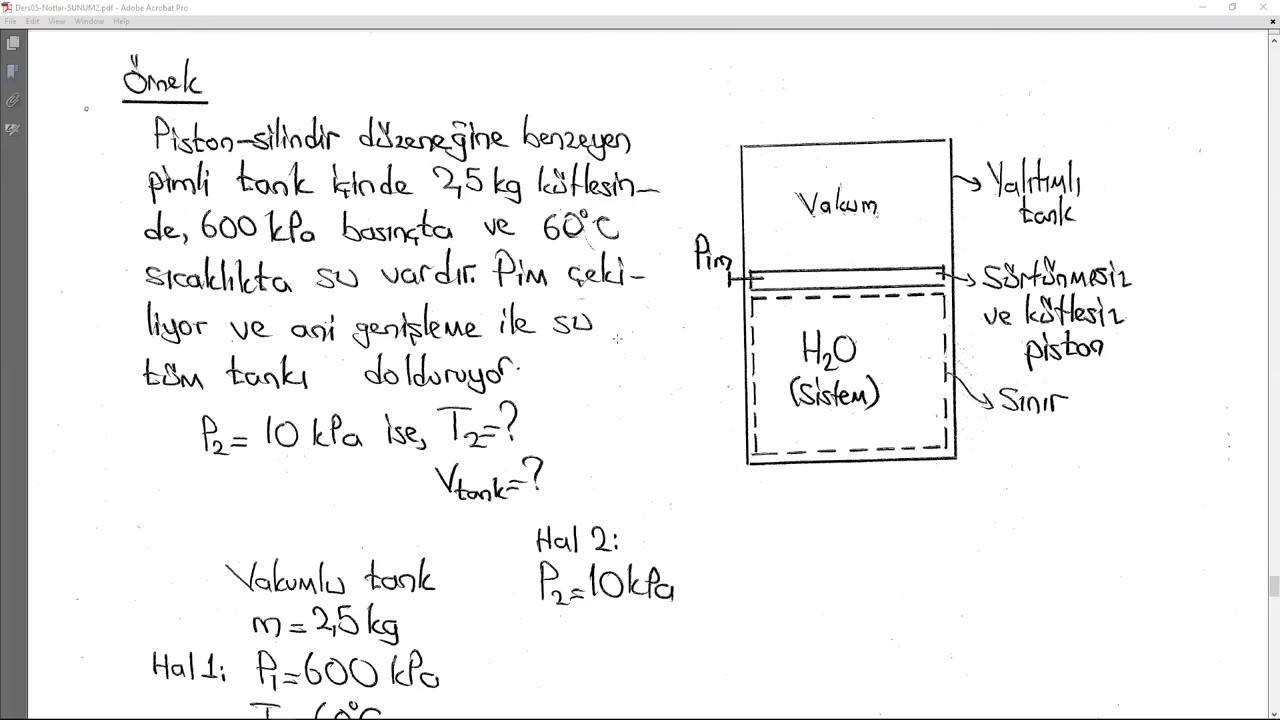 Ders05-Notlar-SUNUM2.pdf - Adobe Acrobat Pro
File Edit View Window Help
Örnek
Piston-silindir düzeneğine benzeyen
pimli tank içinde 2,5 kg kütlesin-
de, 600 kPa basınçta ve 60°C
sıcaklıkta su vardır. Pim çeki-
liyor ve ani genişleme ile su
tüm tankı dolduruyor.
P2 = 10 kPa ise, T2 = ?
Vtank = ?
Vakum
Yalıtımlı
tank
Pim
Sürtünmesiz
ve kütlesiz
piston
H2O
(Sistem)
Sınır
Hal 2:
P2 = 10 kPa
Vakumlu tank
m = 2,5 kg
Hal 1: P1 = 600 kPa
T 60°C